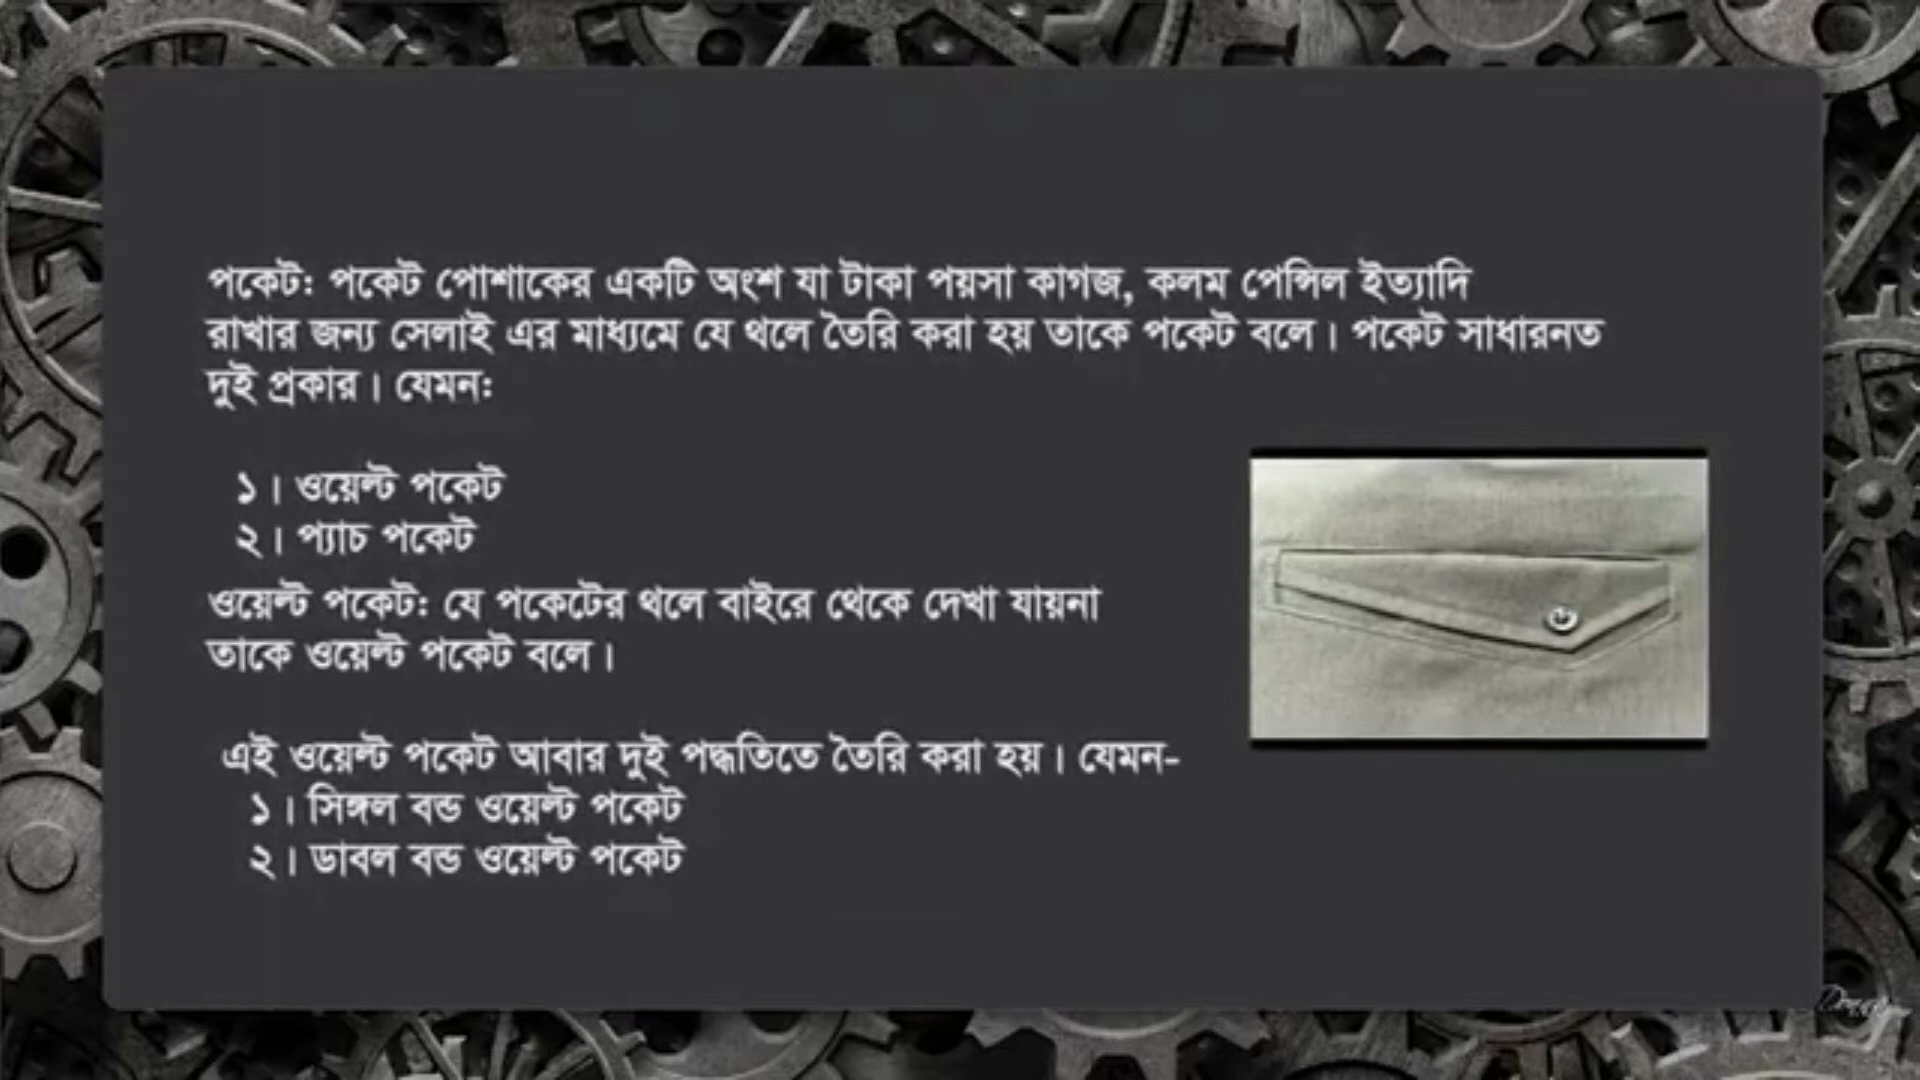 পকেট: পকেট পোশাকের একটি অংশ যা টাকা পয়সা কাগজ, কলম পেন্সিল ইত্যাদি
রাখার জন্য সেলাই এর মাধ্যমে যে থলে তৈরি করা হয় তাকে পকেট বলে। পকেট সাধারনত
দুই প্রকার। যেমন:
১। ওয়েল্ট পকেট
২। প্যাচ পকেট
ওয়েল্ট পকেট: যে পকেটের থলে বাইরে থেকে দেখা যায়না
তাকে ওয়েল্ট পকেট বলে।
এই ওয়েল্ট পকেট আবার দুই পদ্ধতিতে তৈরি করা হয়। যেমন-
১। সিঙ্গল বন্ড ওয়েল্ট পকেট
২। ডাবল বন্ড ওয়েল্ট পকেট